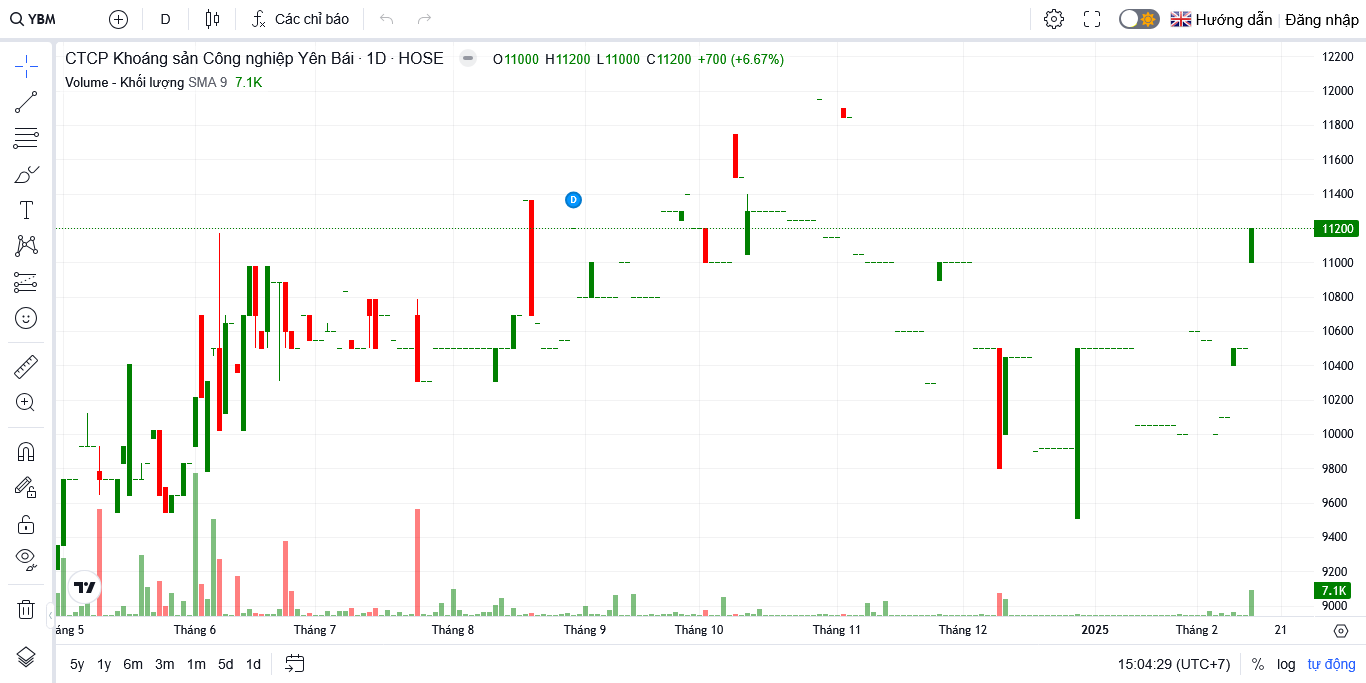 YBM D Các chỉ báo Hướng dẫn Đăng nhập
CTCP Khoáng sản Công nghiệp Yên Bái · 1D · HOSE O11000 H11200 L11000 C11200 +700 (+6.67%)
Volume - Khối lượng SMA 9 7.1K
12200
12000
11800
11600
11400
D
11200
11000
10800
10600
10400
10200
10000
9800
9600
9400
9200
7.1K
9000
áng 5 Tháng 6 Tháng 7 Tháng 8 Tháng 9 Tháng 10 Tháng 11 Tháng 12 2025 Tháng 2 21
5y 1y 6m 3m 1m 5d 1d 15:04:29 (UTC+7) % log tự động